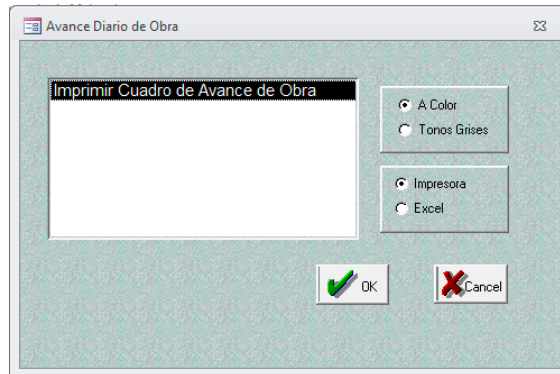 Avance Diario de Obra
Imprimir Cuadro de Avance de Obra
A Color
Tonos Grises
Impresora
Excel
OK
Cancel